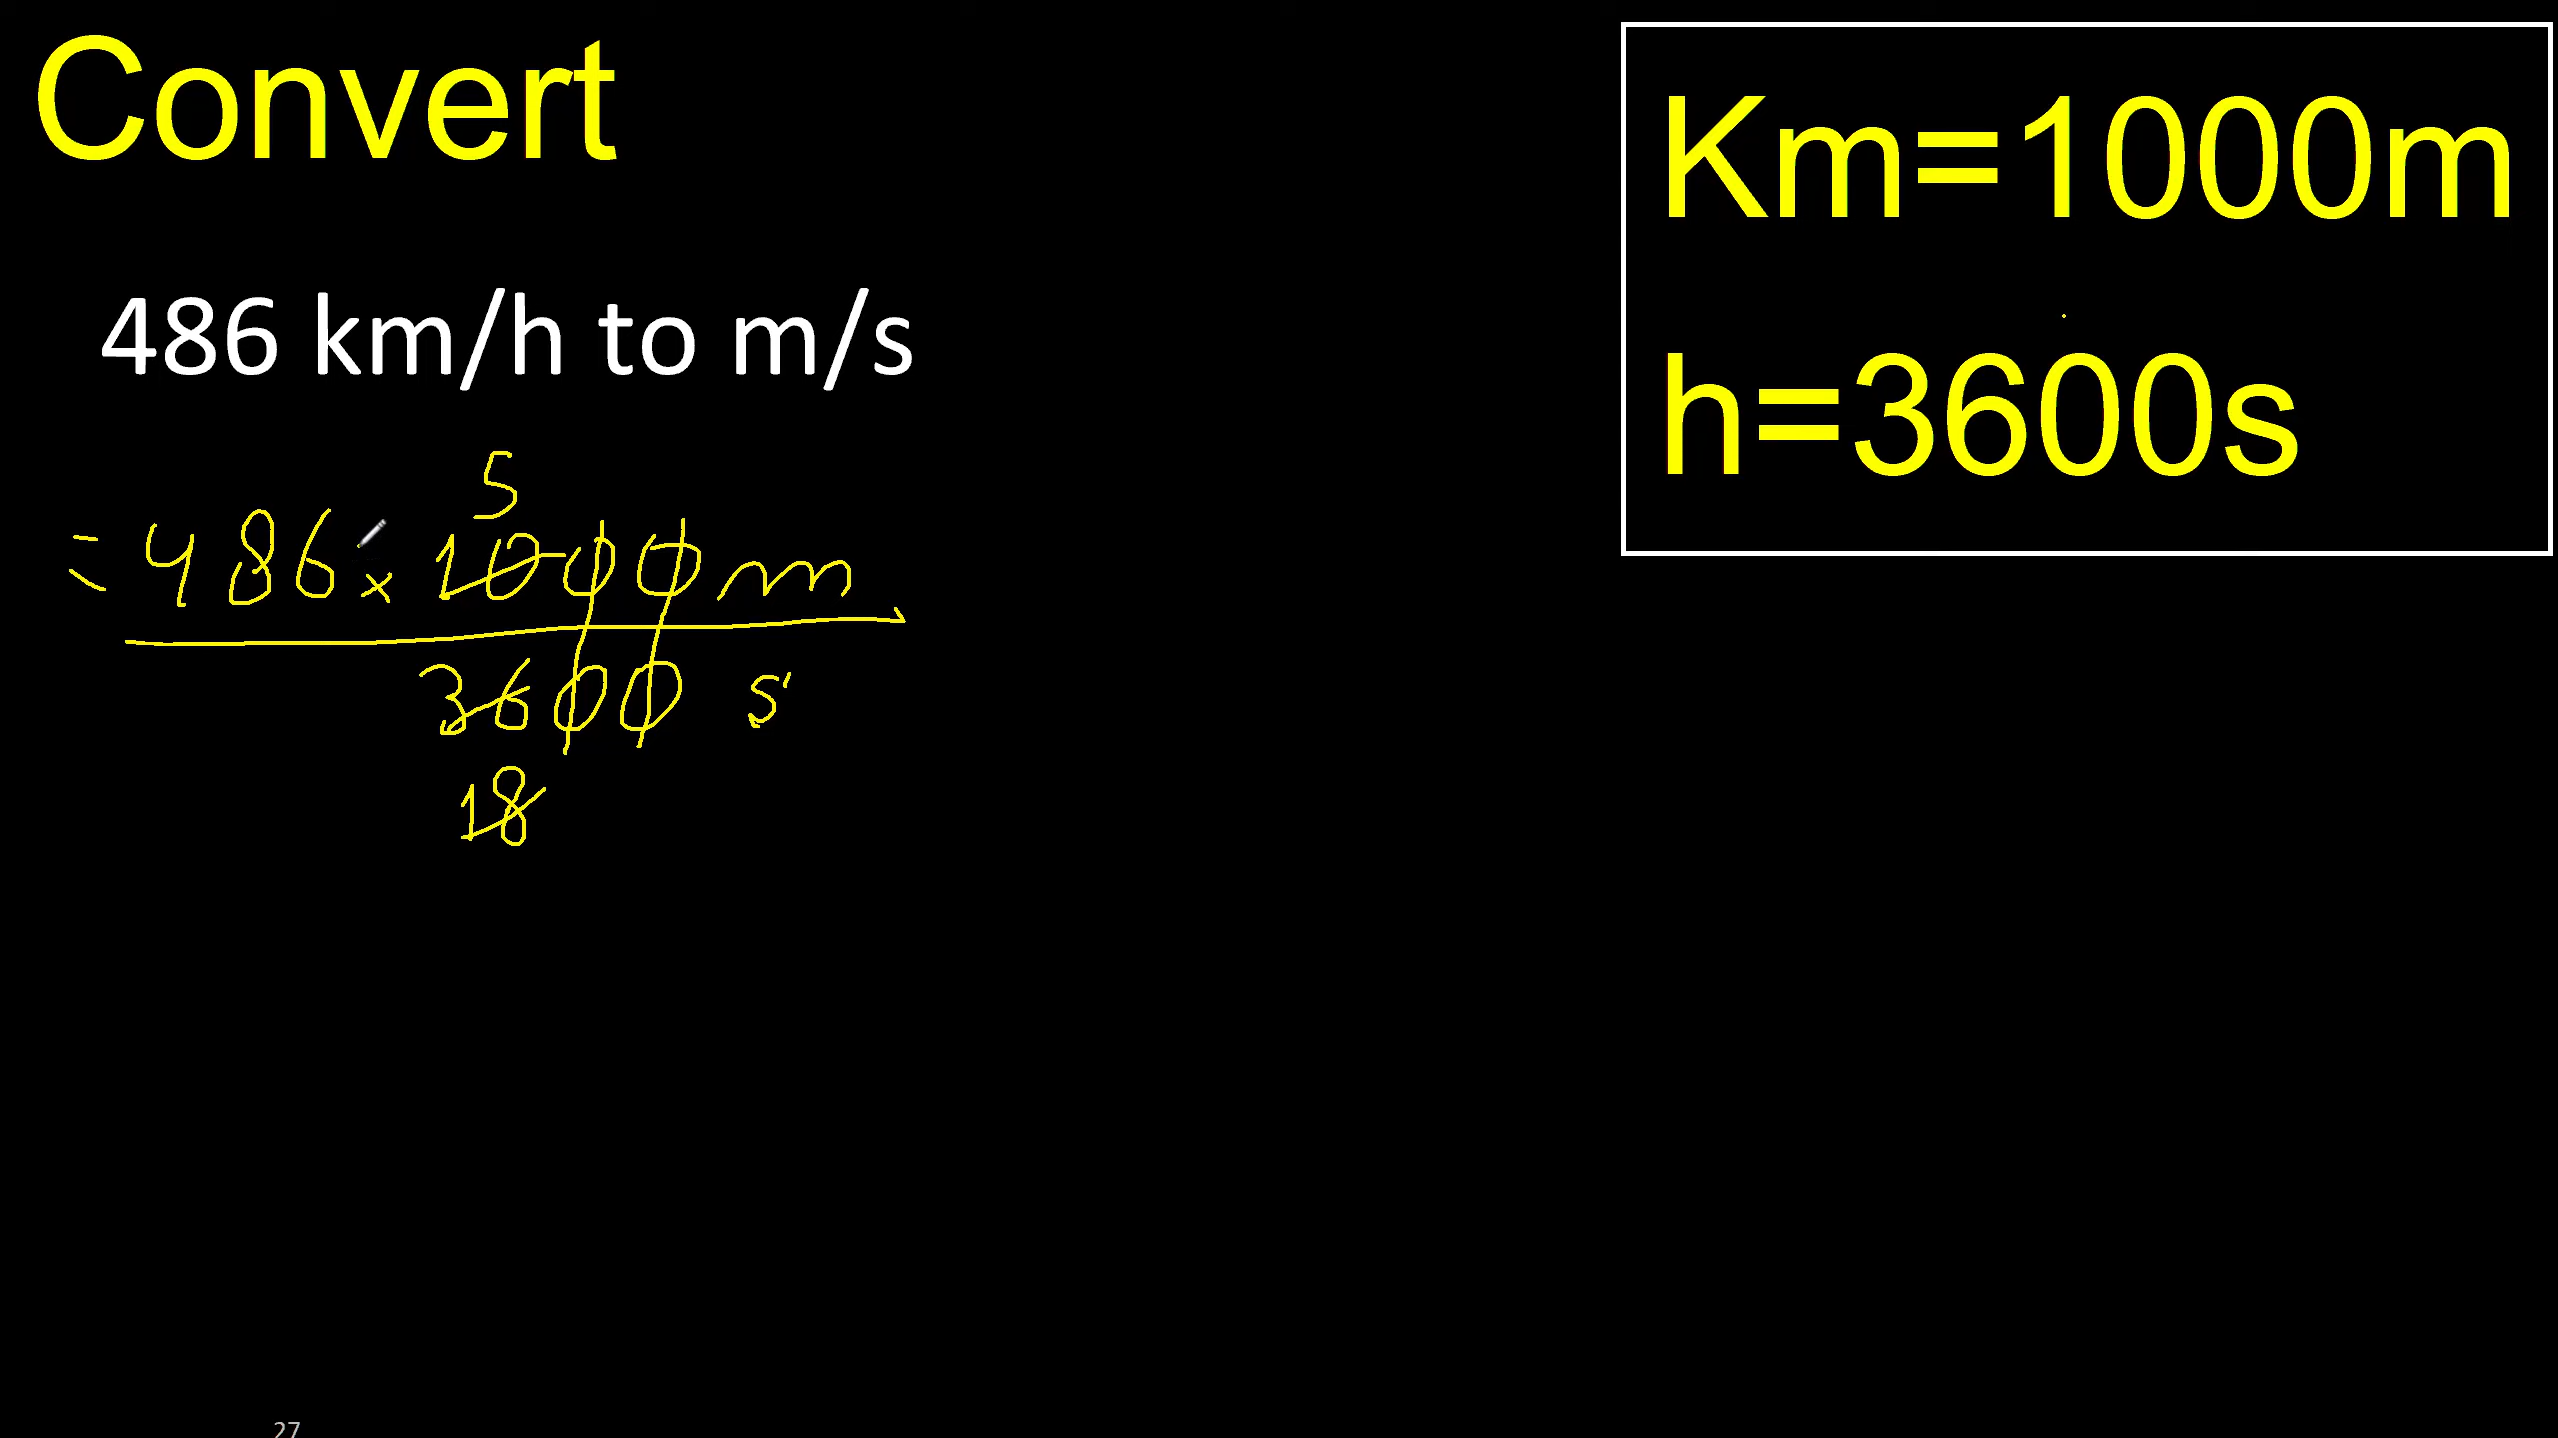 Convert
Km=1000m
486 km/h to m/s
h=3600s
5
= 486 x 1000 m
3600 s
18
27